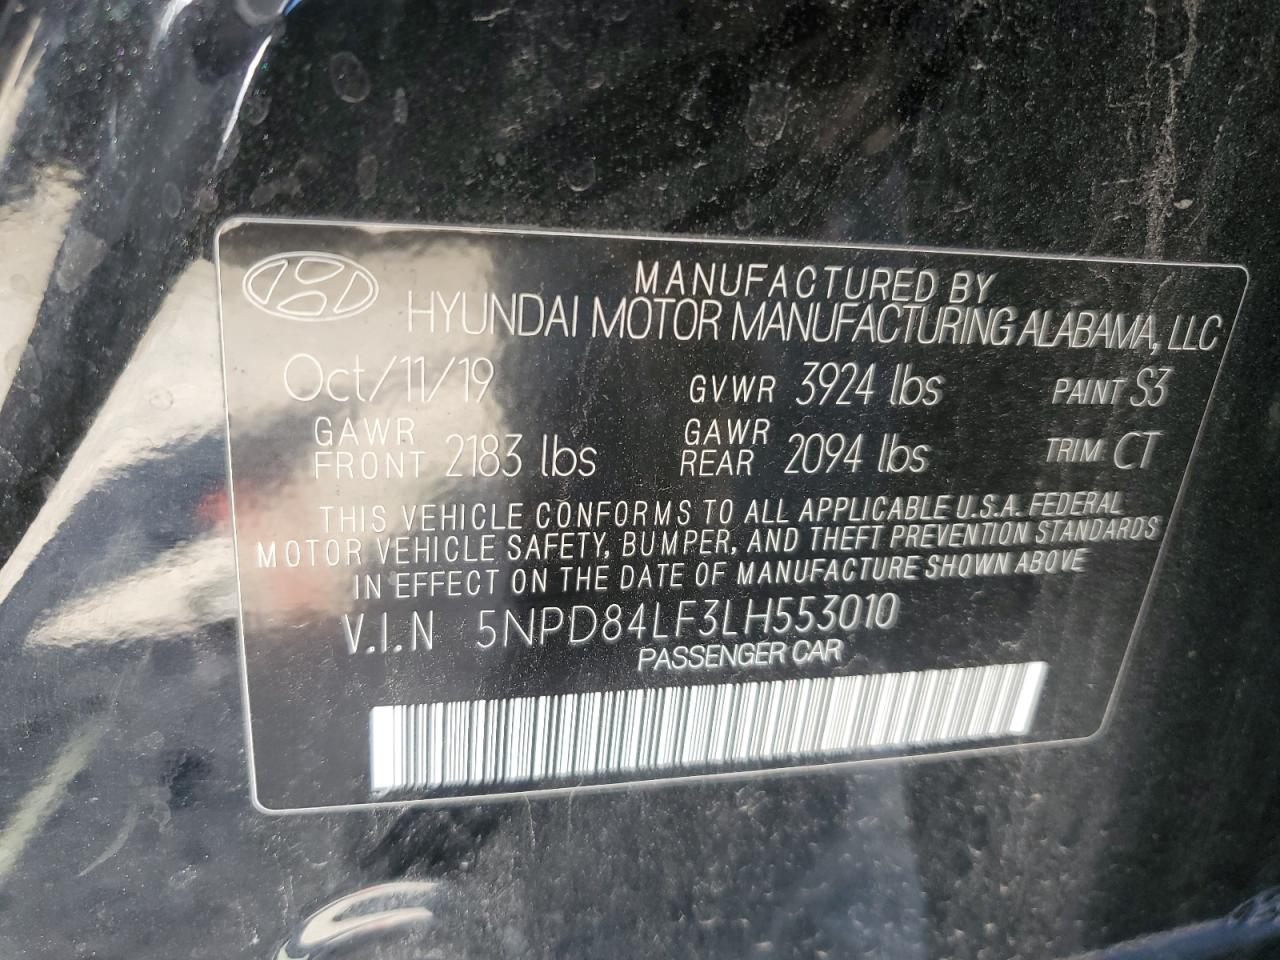 MANUFACTURED BY
HYUNDAI MOTOR MANUFACTURING ALABAMA, LLC
Oct/11/19 GVWR 3924 lbs PAINT S3
GAWR FRONT 2183 lbs GAWR REAR 2094 lbs TRIM CT
THIS VEHICLE CONFORMS TO ALL APPLICABLE U.S.A. FEDERAL
MOTOR VEHICLE SAFETY, BUMPER, AND THEFT PREVENTION STANDARDS
IN EFFECT ON THE DATE OF MANUFACTURE SHOWN ABOVE
V.I.N 5NPD84LF3LH553010
PASSENGER CAR